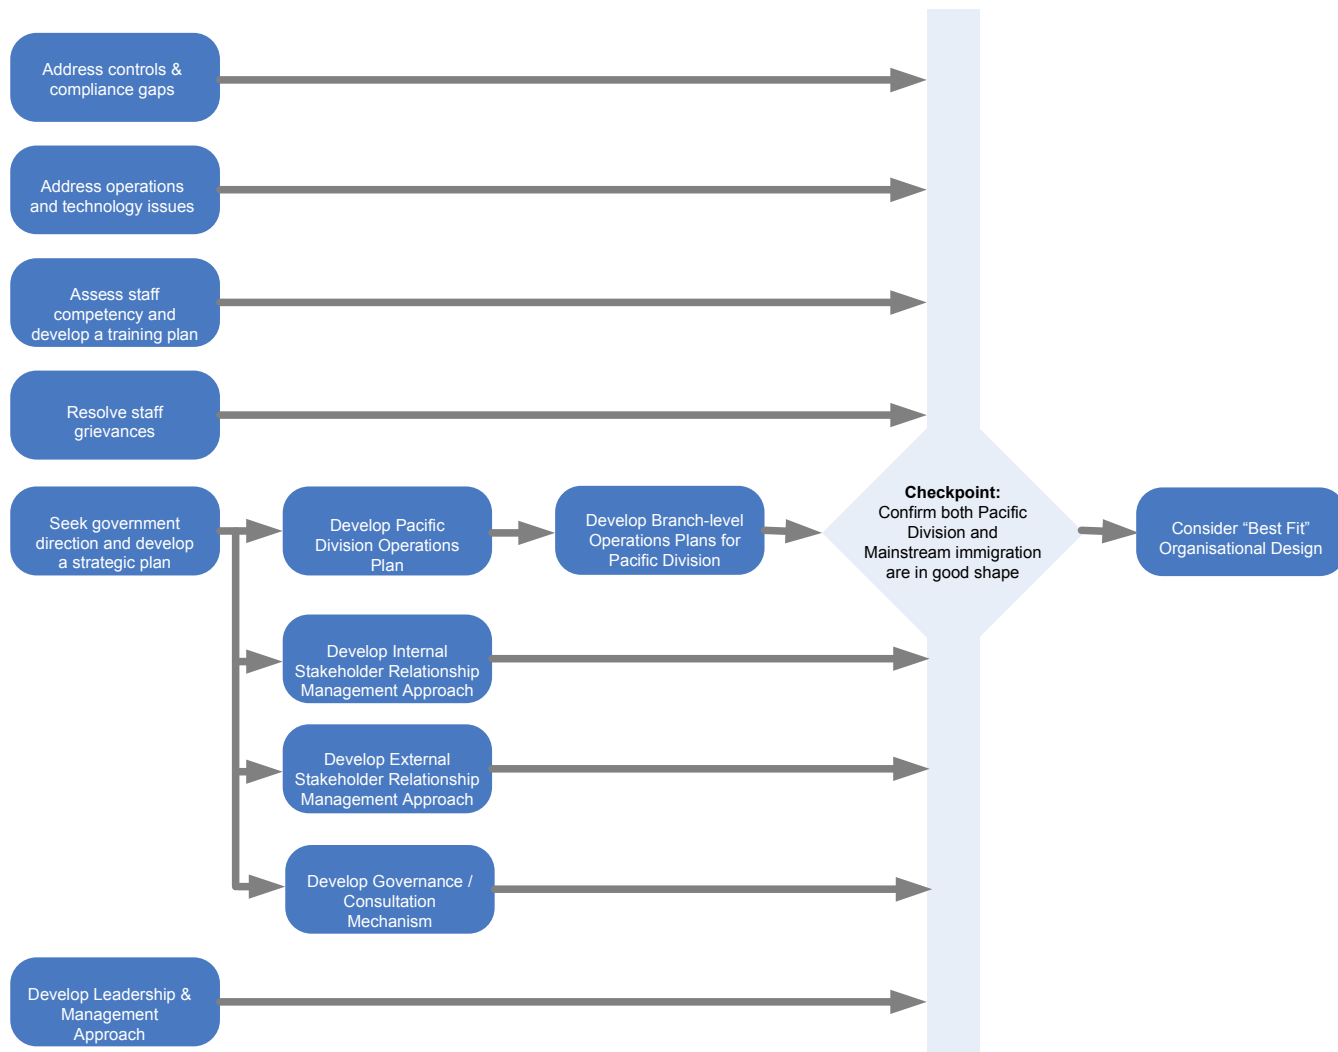 Address controls &
compliance gaps
Address operations
and technology issues
Assess staff
competency and
develop a training plan
Resolve staff
grievances
Seek government
direction and develop
a strategic plan
Develop Pacific
Division Operations
Plan
Develop Branch-level
Operations Plans for
Pacific Division
Checkpoint:
Confirm both Pacific
Division and
Mainstream immigration
are in good shape
Consider “Best Fit”
Organisational Design
Develop Internal
Stakeholder Relationship
Management Approach
Develop External
Stakeholder Relationship
Management Approach
Develop Governance /
Consultation
Mechanism
Develop Leadership &
Management
Approach